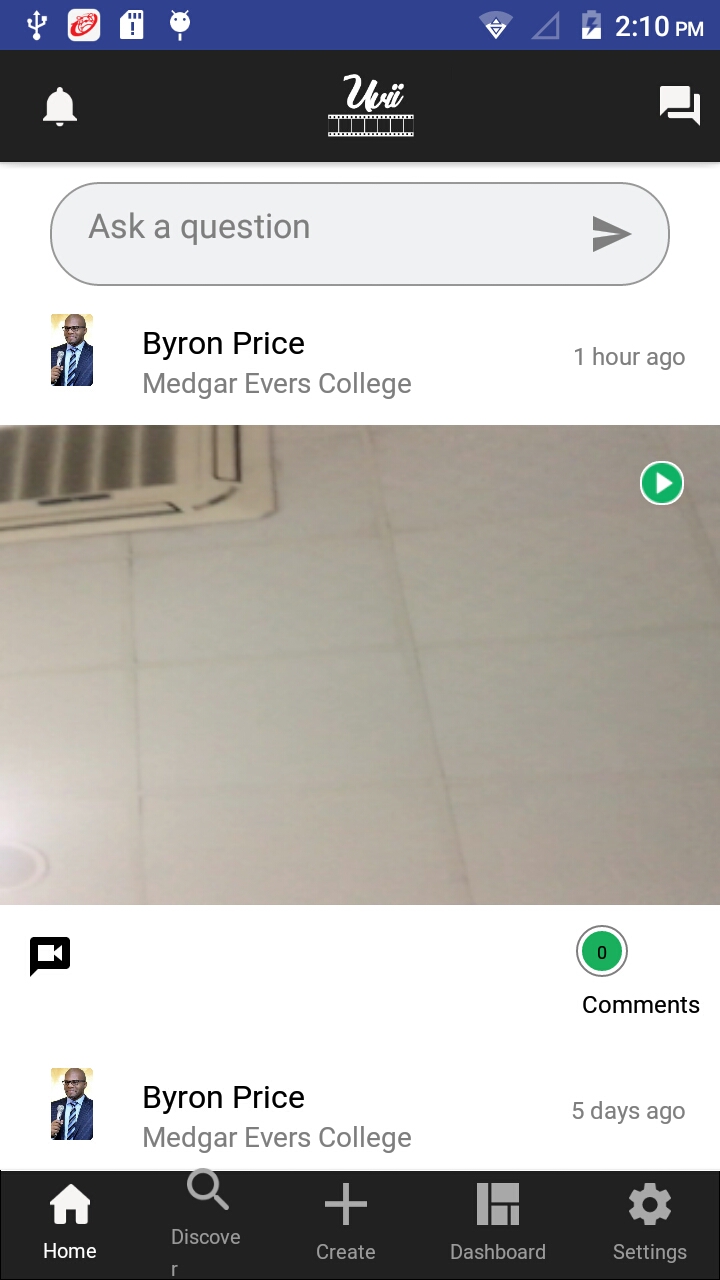 2:10 PM
Uvii
Ask a question
Byron Price
1 hour ago
Medgar Evers College
0
Comments
Byron Price
5 days ago
Medgar Evers College
Home
Discove
r
Create
Dashboard
Settings